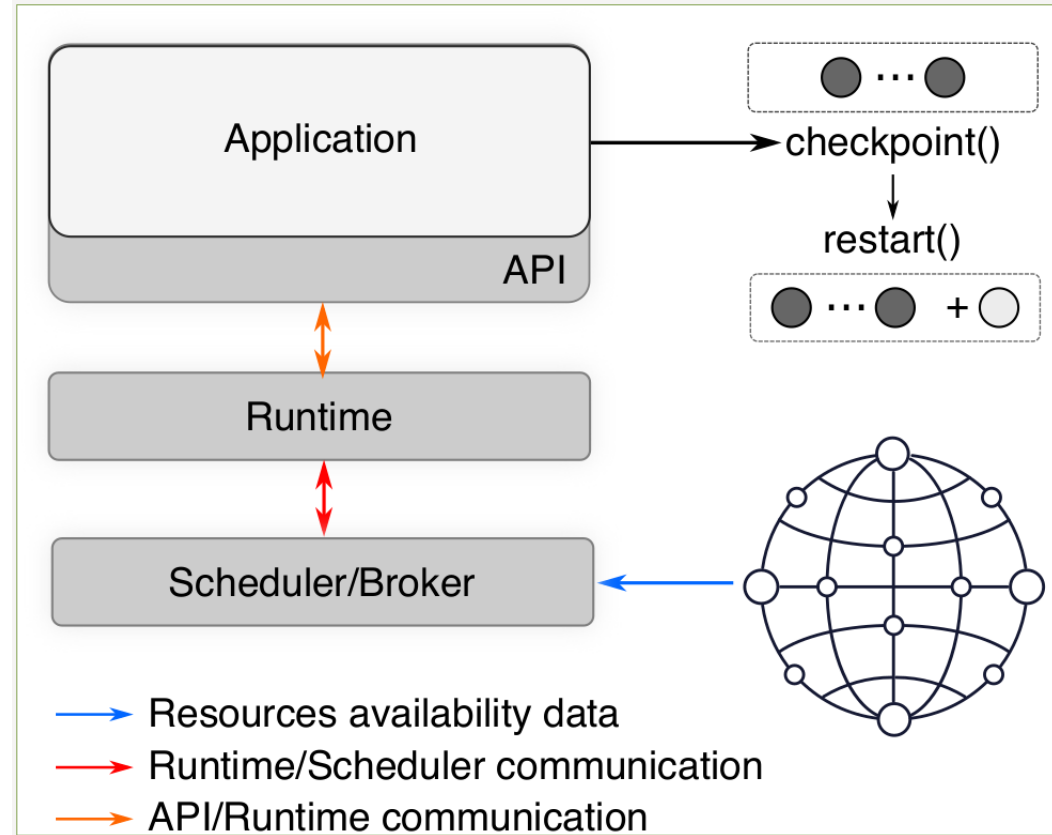 Application
API
Runtime
Scheduler/Broker
...
checkpoint()
restart()
... +
Resources availability data
Runtime/Scheduler communication
API/Runtime communication